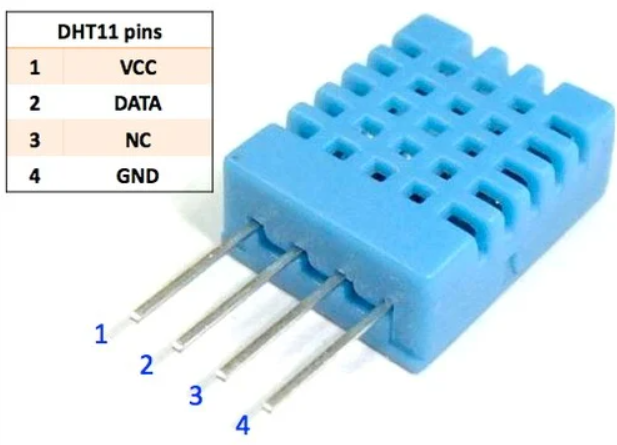 DHT11 pins
1 VCC
2 DATA
3 NC
4 GND
1
2
3
4